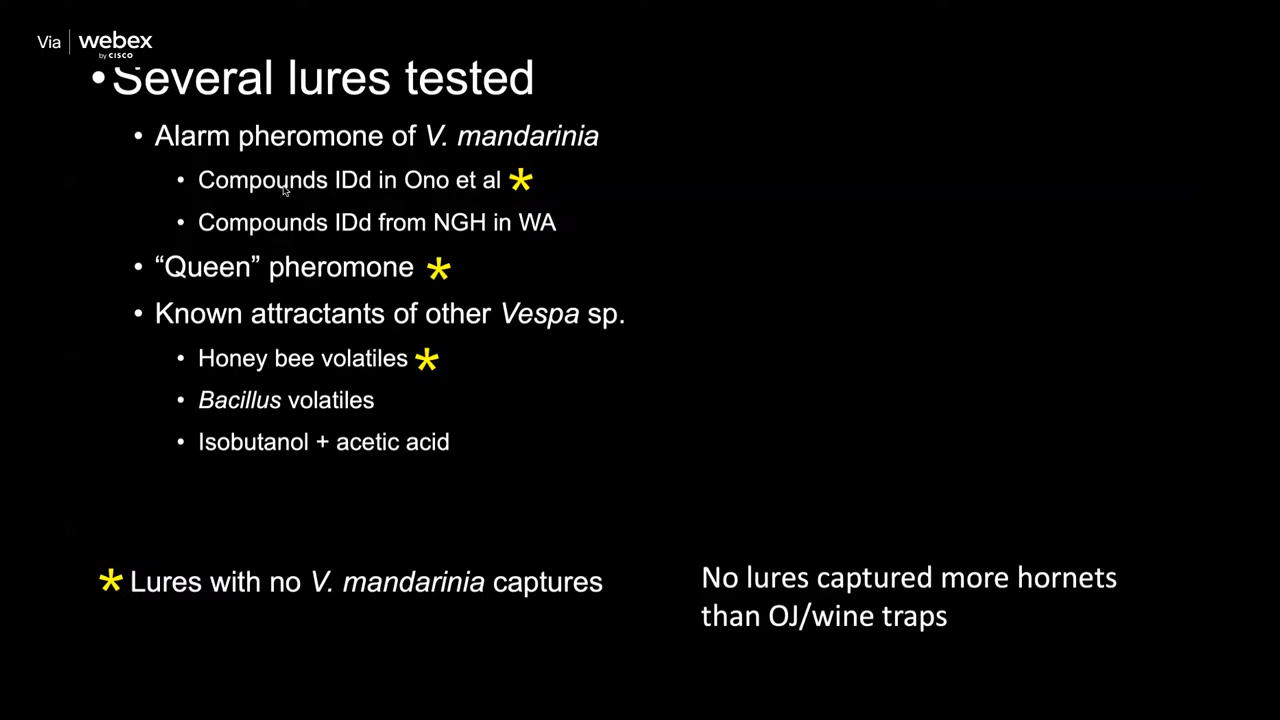 Via webex
by CISCO
• Several lures tested
• Alarm pheromone of V. mandarinia
• Compounds IDd in Ono et al *
• Compounds IDd from NGH in WA
• “Queen” pheromone *
• Known attractants of other Vespa sp.
• Honey bee volatiles *
• Bacillus volatiles
• Isobutanol + acetic acid
* Lures with no V. mandarinia captures
No lures captured more hornets
than OJ/wine traps